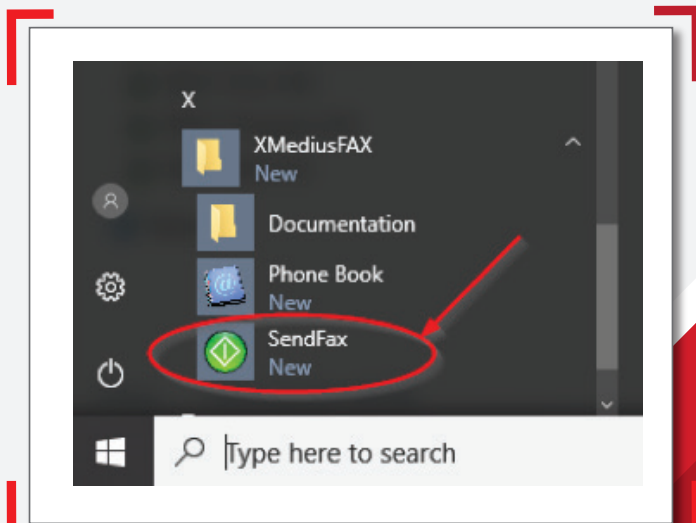 X
XMediusFAX
New
Documentation
Phone Book
New
SendFax
New
Type here to search